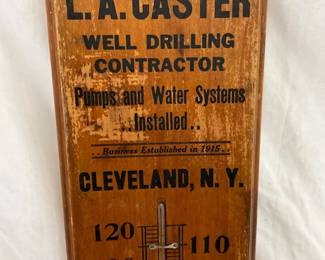 L. A. CASTER
WELL DRILLING
CONTRACTOR
Pumps and Water Systems
..Installed..
..Business Established in 1915..
CLEVELAND, N. Y.
120
110